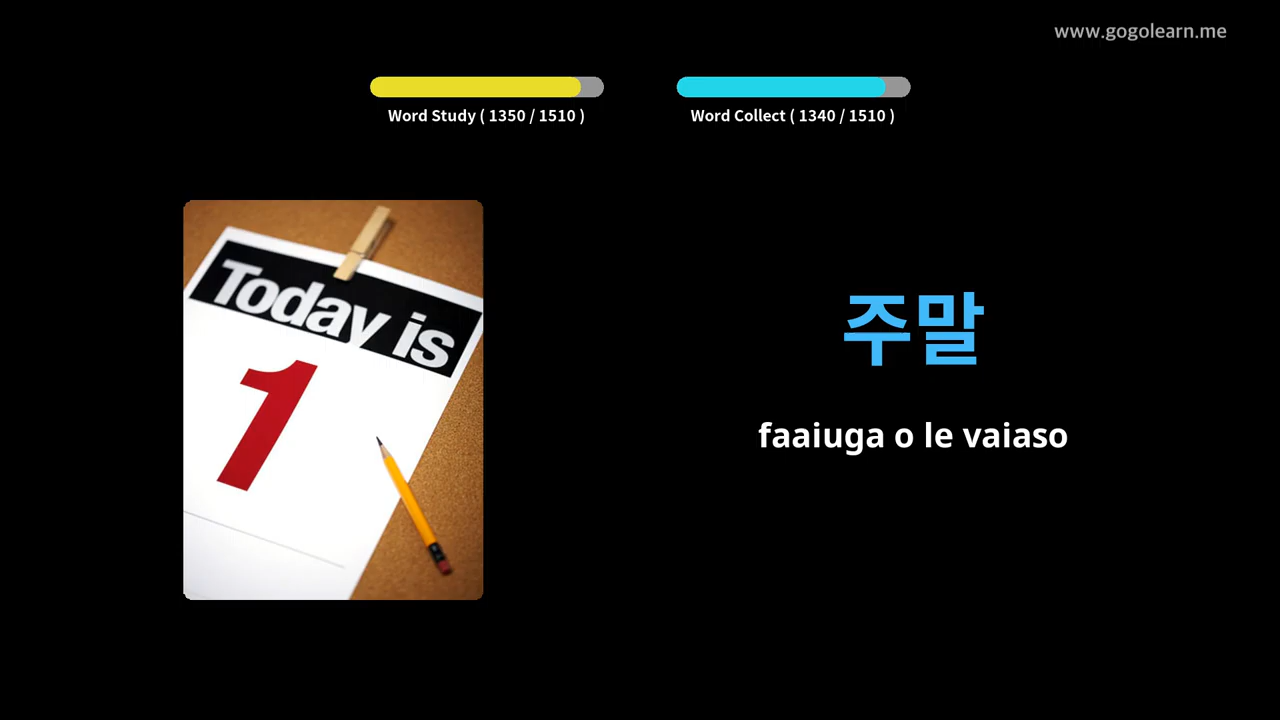 www.gogolearn.me
Word Study ( 1350 / 1510 )
Word Collect ( 1340 / 1510 )
Today is
1
주말
faaiuga o le vaiaso